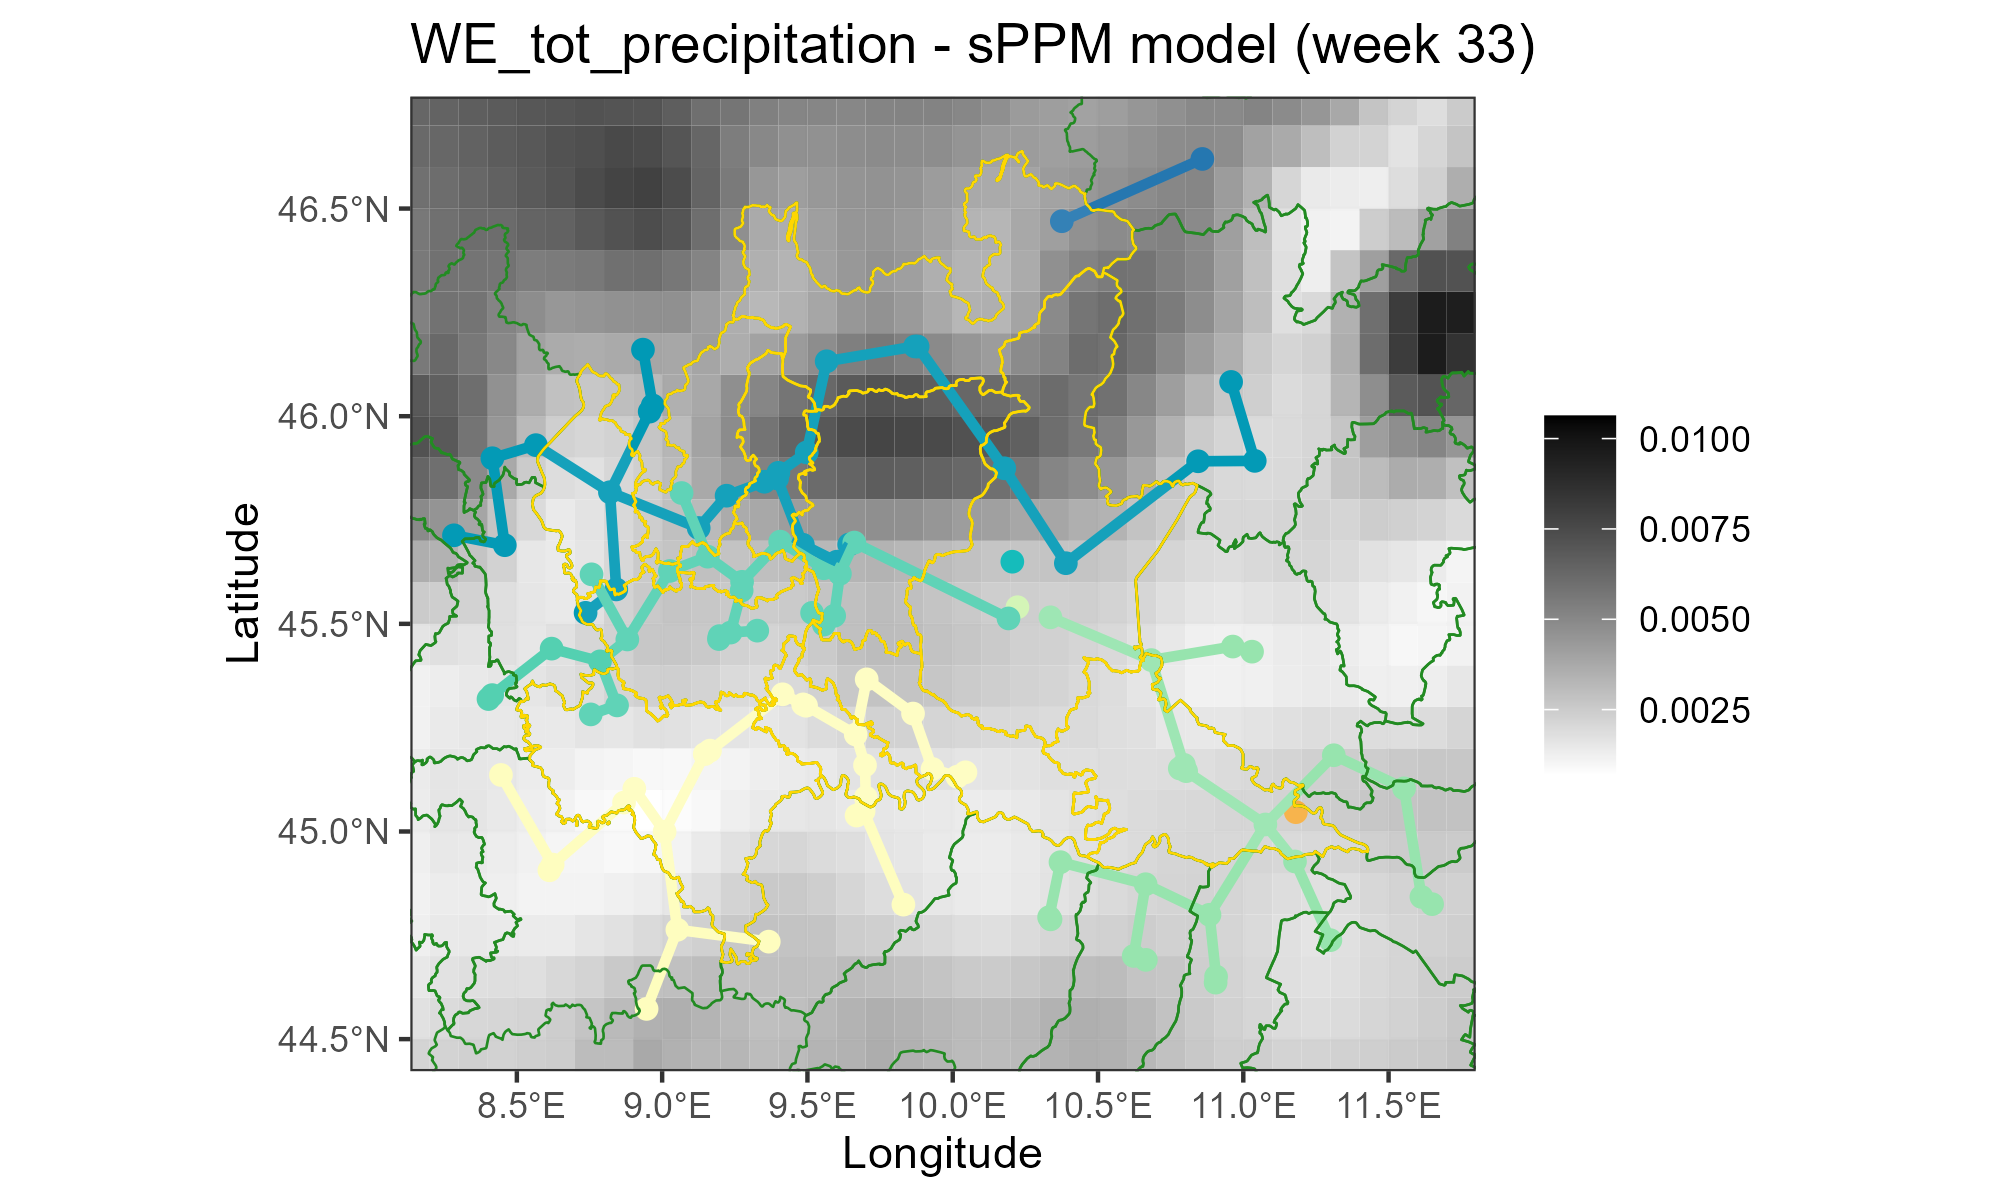 WE_tot_precipitation - sPPM model (week 33)
Latitude
46.5°N
46.0°N
45.5°N
45.0°N
44.5°N
8.5°E
9.0°E
9.5°E
10.0°E
10.5°E
11.0°E
11.5°E
Longitude
0.0100
0.0075
0.0050
0.0025